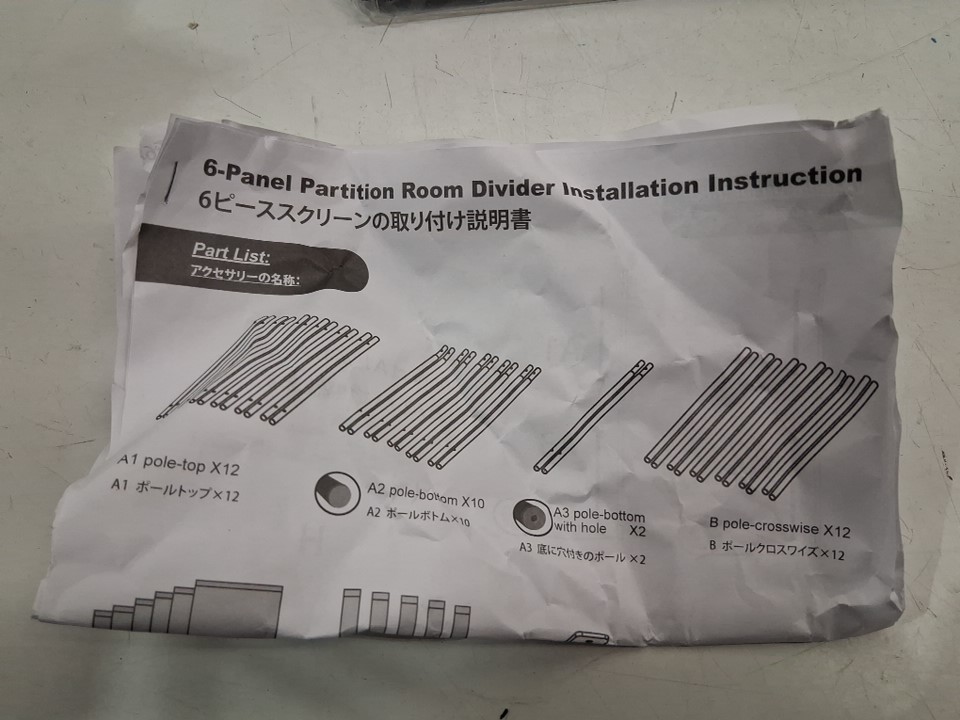 6-Panel Partition Room Divider Installation Instruction
6ピーススクリーンの取り付け説明書
Part List:
アクセサリーの名称:
A1 pole-top X12
A1 ポールトップ×12
A2 pole-bottom X10
A2 ポールボトム×10
A3 pole-bottom
with hole X2
A3 底に穴付きのポール ×2
B pole-crosswise X12
B ポールクロスワイズ×12